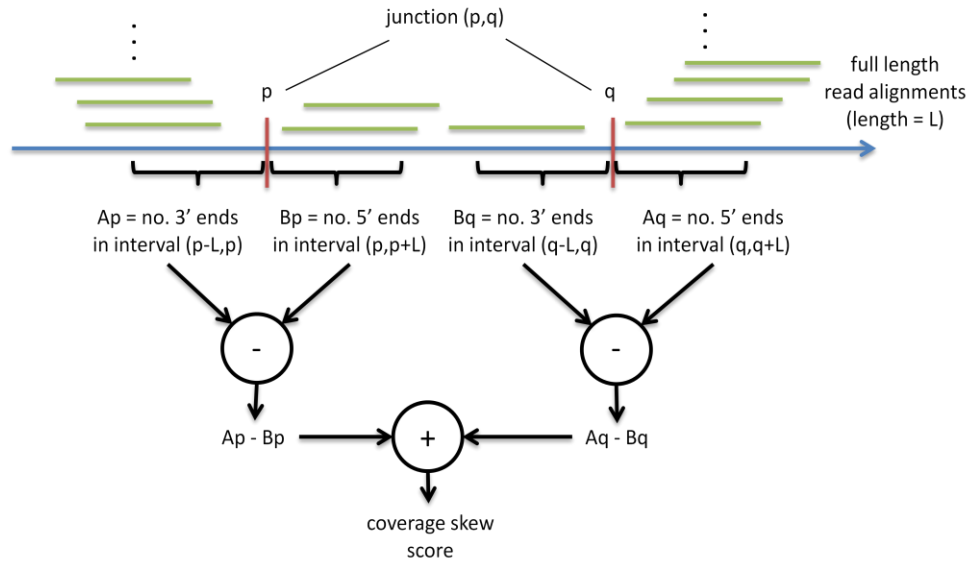 junction (p,q)
p
q
full length
read alignments
(length = L)
Ap = no. 3’ ends
in interval (p-L,p)
Bp = no. 5’ ends
in interval (p,p+L)
Bq = no. 3’ ends
in interval (q-L,q)
Aq = no. 5’ ends
in interval (q,q+L)
-
-
Ap - Bp
+
Aq - Bq
coverage skew
score